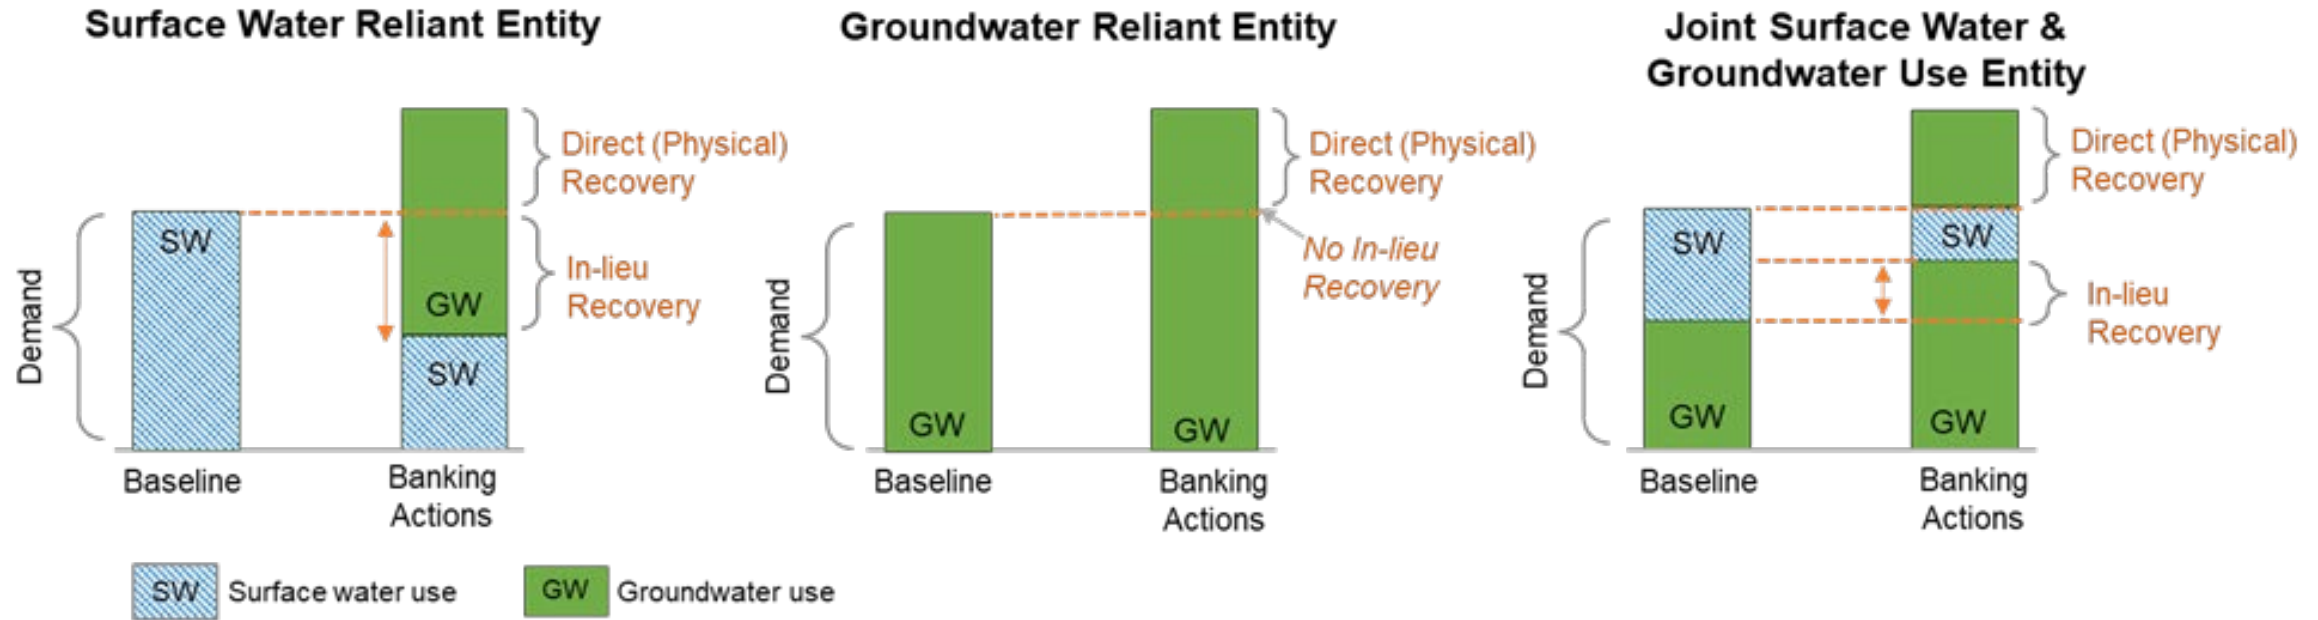 Surface Water Reliant Entity
Direct (Physical)
Recovery
SW
In-lieu
Recovery
GW
SW
Demand
Baseline
Banking
Actions
Groundwater Reliant Entity
Direct (Physical)
Recovery
No In-lieu
Recovery
Demand
GW
GW
Baseline
Banking
Actions
Joint Surface Water &
Groundwater Use Entity
Direct (Physical)
Recovery
SW
SW
In-lieu
Recovery
Demand
GW
GW
Baseline
Banking
Actions
SW Surface water use
GW Groundwater use